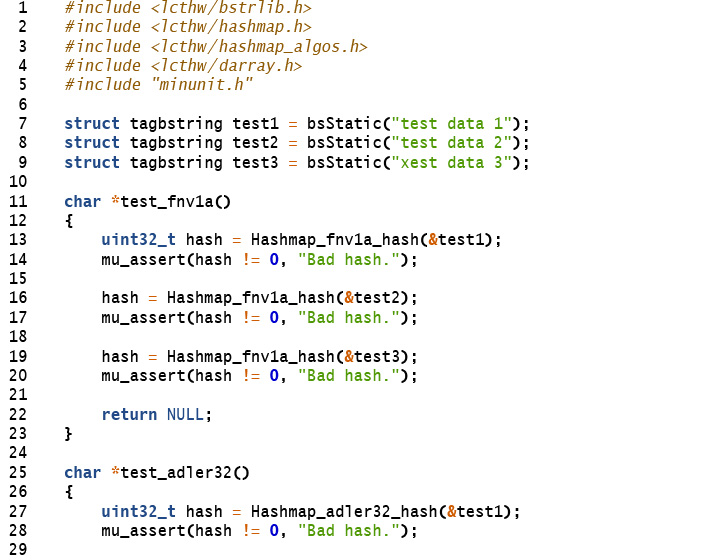 1 #include <lcthw/bstrlib.h>
2 #include <lcthw/hashmap.h>
3 #include <lcthw/hashmap_algos.h>
4 #include <lcthw/darray.h>
5 #include "minunit.h"
6
7 struct tagbstring test1 = bsStatic("test data 1");
8 struct tagbstring test2 = bsStatic("test data 2");
9 struct tagbstring test3 = bsStatic("xest data 3");
10
11 char *test_fnv1a()
12 {
13     uint32_t hash = Hashmap_fnv1a_hash(&test1);
14     mu_assert(hash != 0, "Bad hash.");
15
16     hash = Hashmap_fnv1a_hash(&test2);
17     mu_assert(hash != 0, "Bad hash.");
18
19     hash = Hashmap_fnv1a_hash(&test3);
20     mu_assert(hash != 0, "Bad hash.");
21
22     return NULL;
23 }
24
25 char *test_adler32()
26 {
27     uint32_t hash = Hashmap_adler32_hash(&test1);
28     mu_assert(hash != 0, "Bad hash.");
29